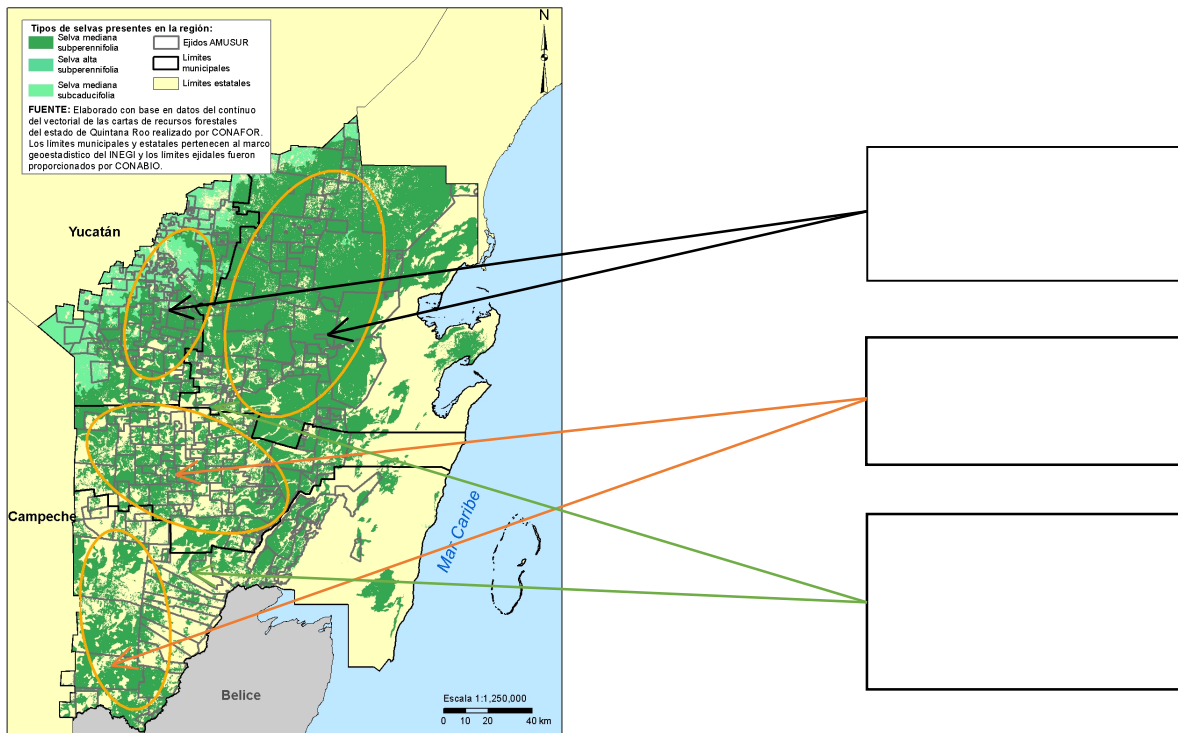 Tipos de selvas presentes en la región:
Selva mediana
subperennifolia
Selva alta
subperennifolia
Selva mediana
subcaducifolia
Ejidos AMUSUR
Límites
municipales
Límites estatales
FUENTE: Elaborado con base en datos del contínuo
del vectorial de las cartas de recursos forestales
del estado de Quintana Roo realizado por CONAFOR.
Los límites municipales y estatales pertenecen al marco
geoestadistico del INEGI y los límites ejidales fueron
proporcionados por CONABIO.
N
Yucatán
Campeche
Mar Caribe
Belice
Escala 1:1,250,000
0 10 20 40 km